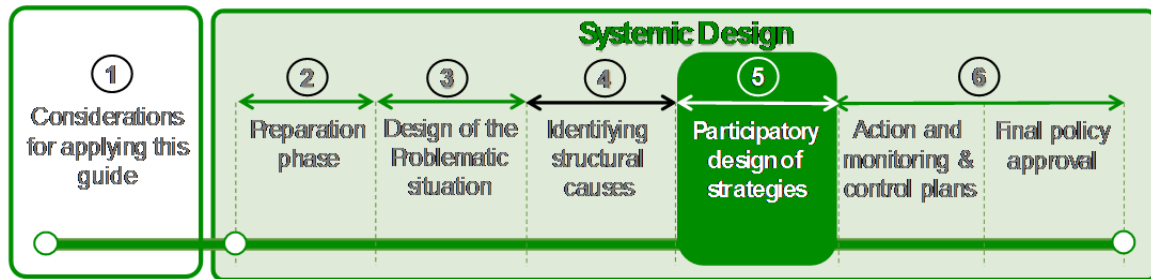 Systemic Design
1
Considerations
for applying this
guide
2
Preparation
phase
3
Design of the
Problematic
situation
4
Identifying
structural
causes
5
Participatory
design of
strategies
6
Action and
monitoring &
control plans
Final policy
approval